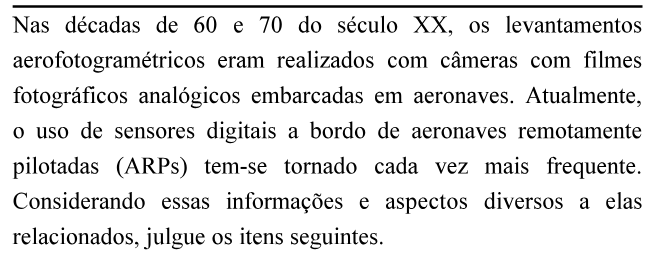 Nas décadas de 60 e 70 do século XX, os levantamentos
aerofotogramétricos eram realizados com câmeras com filmes
fotográficos analógicos embarcadas em aeronaves. Atualmente,
o uso de sensores digitais a bordo de aeronaves remotamente
pilotadas (ARPs) tem-se tornado cada vez mais frequente.
Considerando essas informações e aspectos diversos a elas
relacionados, julgue os itens seguintes.